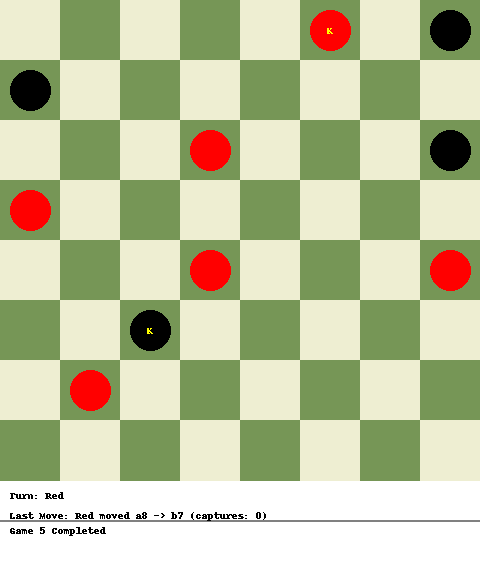 K
K
Turn: Red
Last Move: Red moved a8 -> b7 (captures: 0)
Game 5 Completed